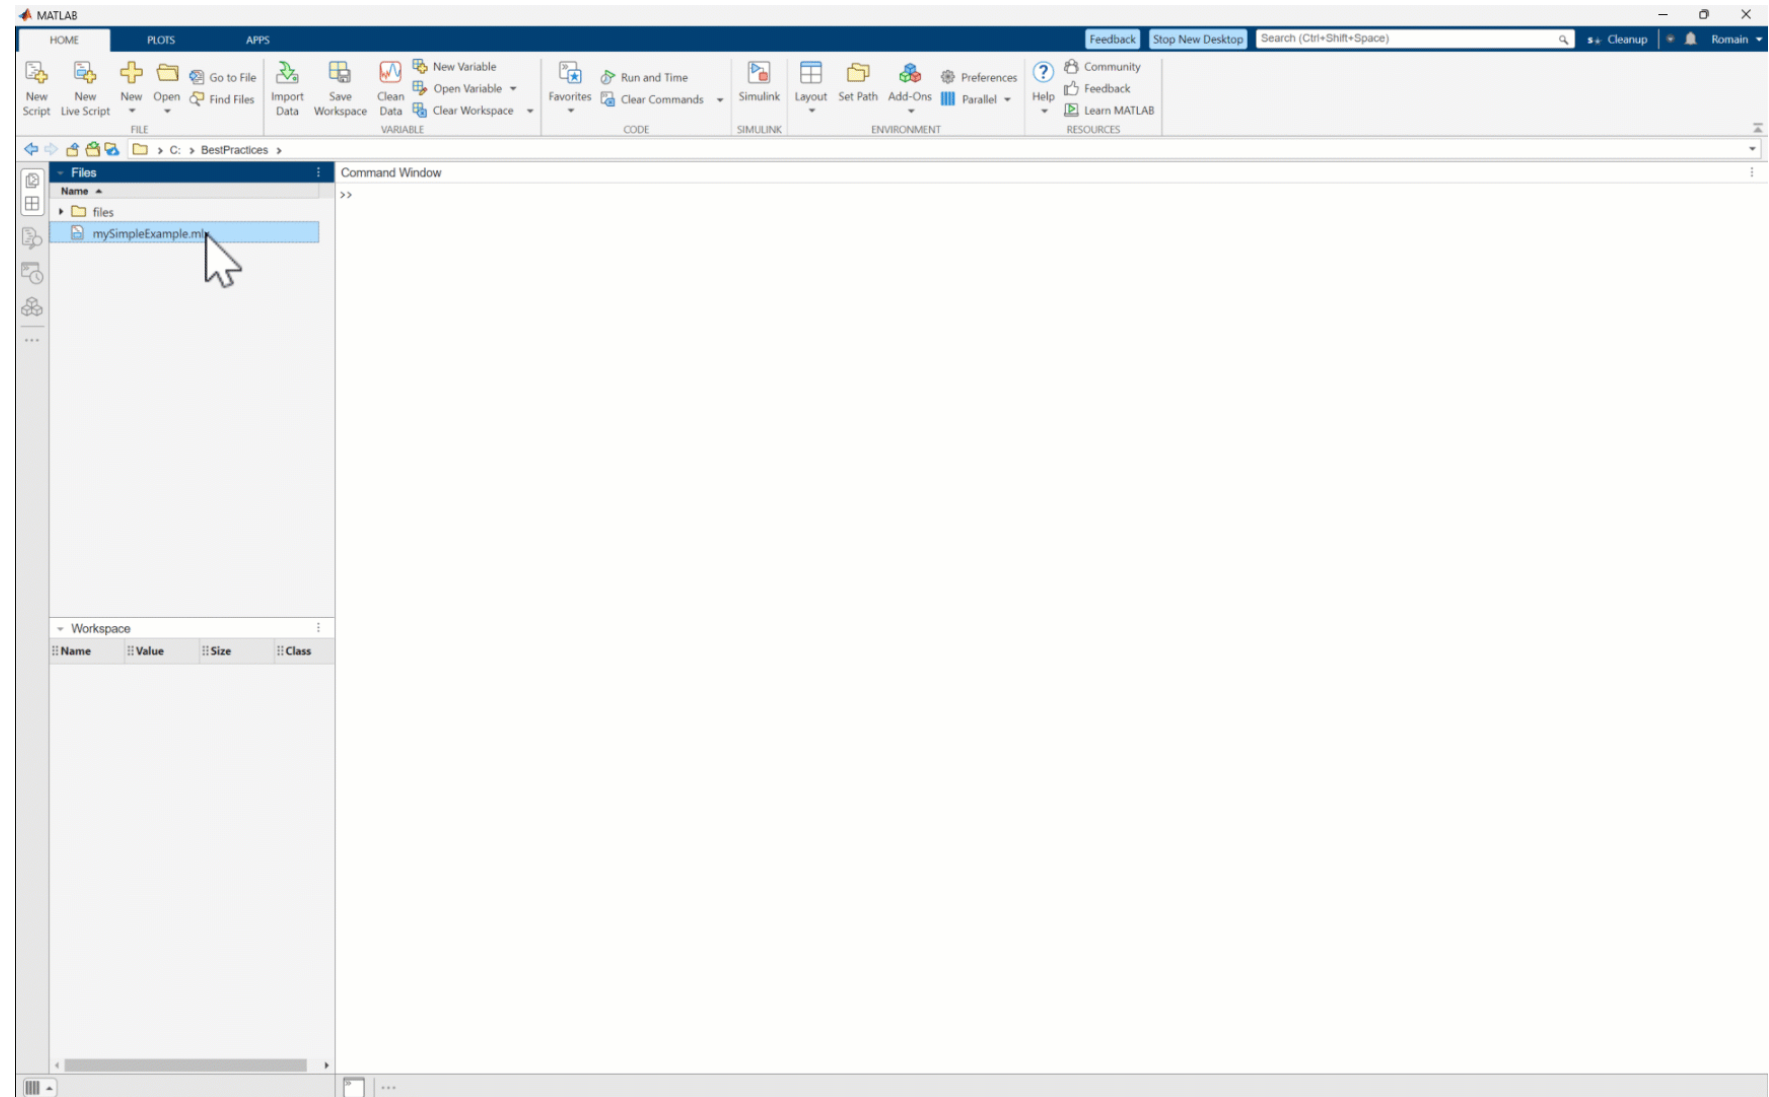 MATLAB
HOME PLOTS APPS Feedback Stop New Desktop Search (Ctrl+Shift+Space) Cleanup Romain
New Script
New Live Script
New
Open
Go to File
Find Files
FILE
Import Data
Save Workspace
Clean Data
New Variable
Open Variable
Clear Workspace
VARIABLE
Favorites
Run and Time
Clear Commands
CODE
Simulink
SIMULINK
Layout
Set Path
Add-Ons
Preferences
Parallel
ENVIRONMENT
Help
Community
Feedback
Learn MATLAB
RESOURCES
C: BestPractices
Files
Name
files
mySimpleExample.mlx
Command Window
>>
Workspace
Name Value Size Class